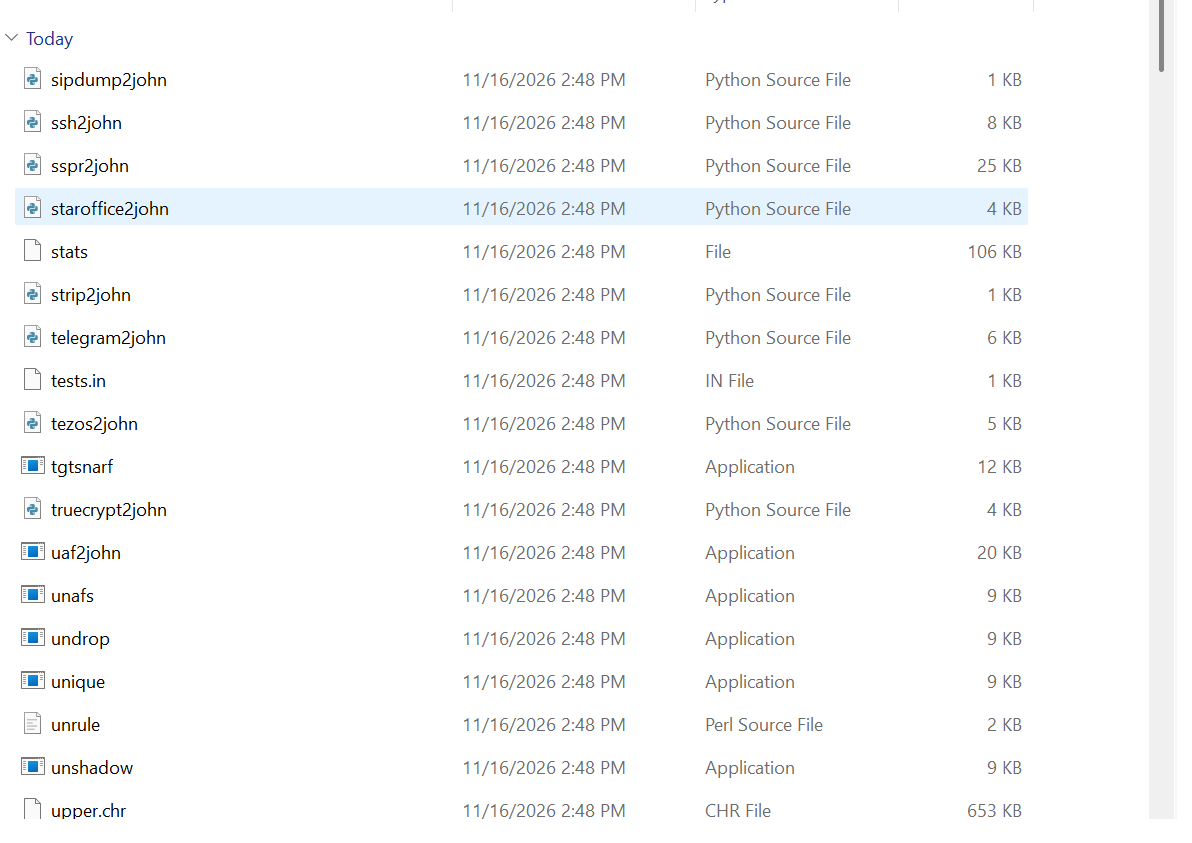 Today
sipdump2john 11/16/2026 2:48 PM Python Source File 1 KB
ssh2john 11/16/2026 2:48 PM Python Source File 8 KB
sspr2john 11/16/2026 2:48 PM Python Source File 25 KB
staroffice2john 11/16/2026 2:48 PM Python Source File 4 KB
stats 11/16/2026 2:48 PM File 106 KB
strip2john 11/16/2026 2:48 PM Python Source File 1 KB
telegram2john 11/16/2026 2:48 PM Python Source File 6 KB
tests.in 11/16/2026 2:48 PM IN File 1 KB
tezos2john 11/16/2026 2:48 PM Python Source File 5 KB
tgtsnarf 11/16/2026 2:48 PM Application 12 KB
truecrypt2john 11/16/2026 2:48 PM Python Source File 4 KB
uaf2john 11/16/2026 2:48 PM Application 20 KB
unafs 11/16/2026 2:48 PM Application 9 KB
undrop 11/16/2026 2:48 PM Application 9 KB
unique 11/16/2026 2:48 PM Application 9 KB
unrule 11/16/2026 2:48 PM Perl Source File 2 KB
unshadow 11/16/2026 2:48 PM Application 9 KB
upper.chr 11/16/2026 2:48 PM CHR File 653 KB